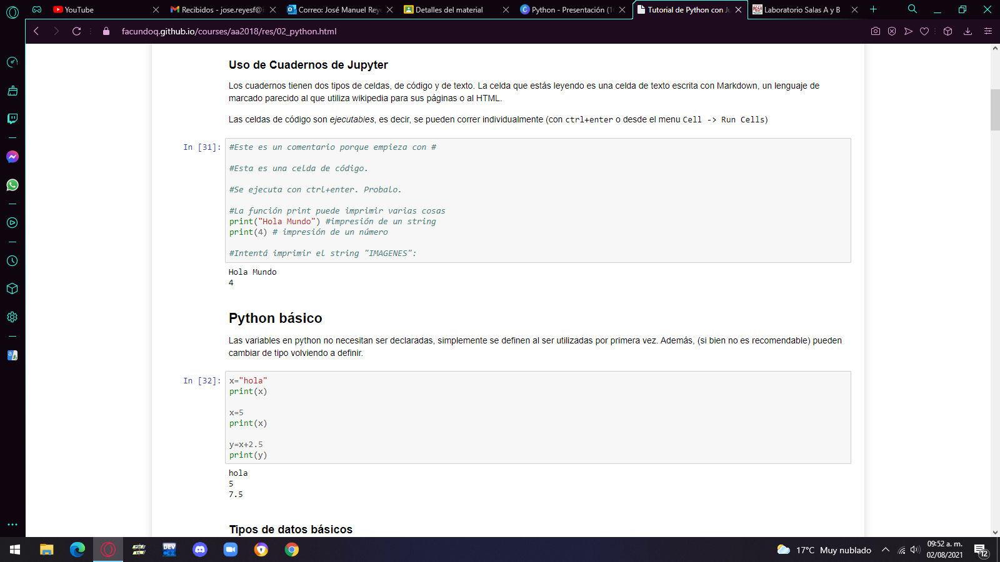 YouTube
Recibidos - jose.reyesf@
Correo: José Manuel Rey
Detalles del material
Python - Presentación (1
Tutorial de Python con J
Laboratorio Salas A y B
facundoq.github.io/courses/aa2018/res/02_python.html
Uso de Cuadernos de Jupyter
Los cuadernos tienen dos tipos de celdas, de código y de texto. La celda que estás leyendo es una celda de texto escrita con Markdown, un lenguaje de
marcado parecido al que utiliza wikipedia para sus páginas o al HTML.
Las celdas de código son ejecutables, es decir, se pueden correr individualmente (con ctrl+enter o desde el menu Cell -> Run Cells)
In [31]:
#Este es un comentario porque empieza con #
#Esta es una celda de código.
#Se ejecuta con ctrl+enter. Probalo.
#La función print puede imprimir varias cosas
print("Hola Mundo") #impresión de un string
print(4) # impresión de un número
#Intentá imprimir el string "IMAGENES":
Hola Mundo
4
Python básico
Las variables en python no necesitan ser declaradas, simplemente se definen al ser utilizadas por primera vez. Además, (si bien no es recomendable) pueden
cambiar de tipo volviendo a definir.
In [32]:
x="hola"
print(x)
x=5
print(x)
y=x+2.5
print(y)
hola
5
7.5
Tipos de datos básicos
DEV
17°C Muy nublado
09:52 a. m.
02/08/2021
12